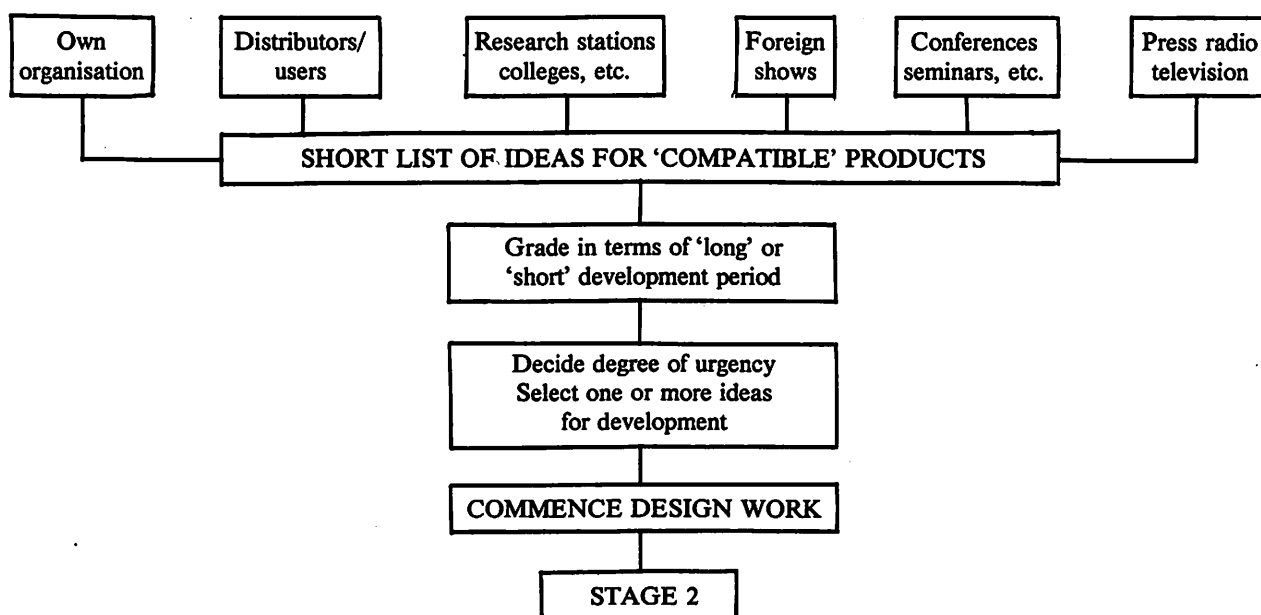 Own
organisation
Distributors/
users
Research stations
colleges, etc.
Foreign
shows
Conferences
seminars, etc.
Press radio
television
SHORT LIST OF IDEAS FOR ‘COMPATIBLE’ PRODUCTS
Grade in terms of ‘long’ or
‘short’ development period
Decide degree of urgency
Select one or more ideas
for development
COMMENCE DESIGN WORK
STAGE 2